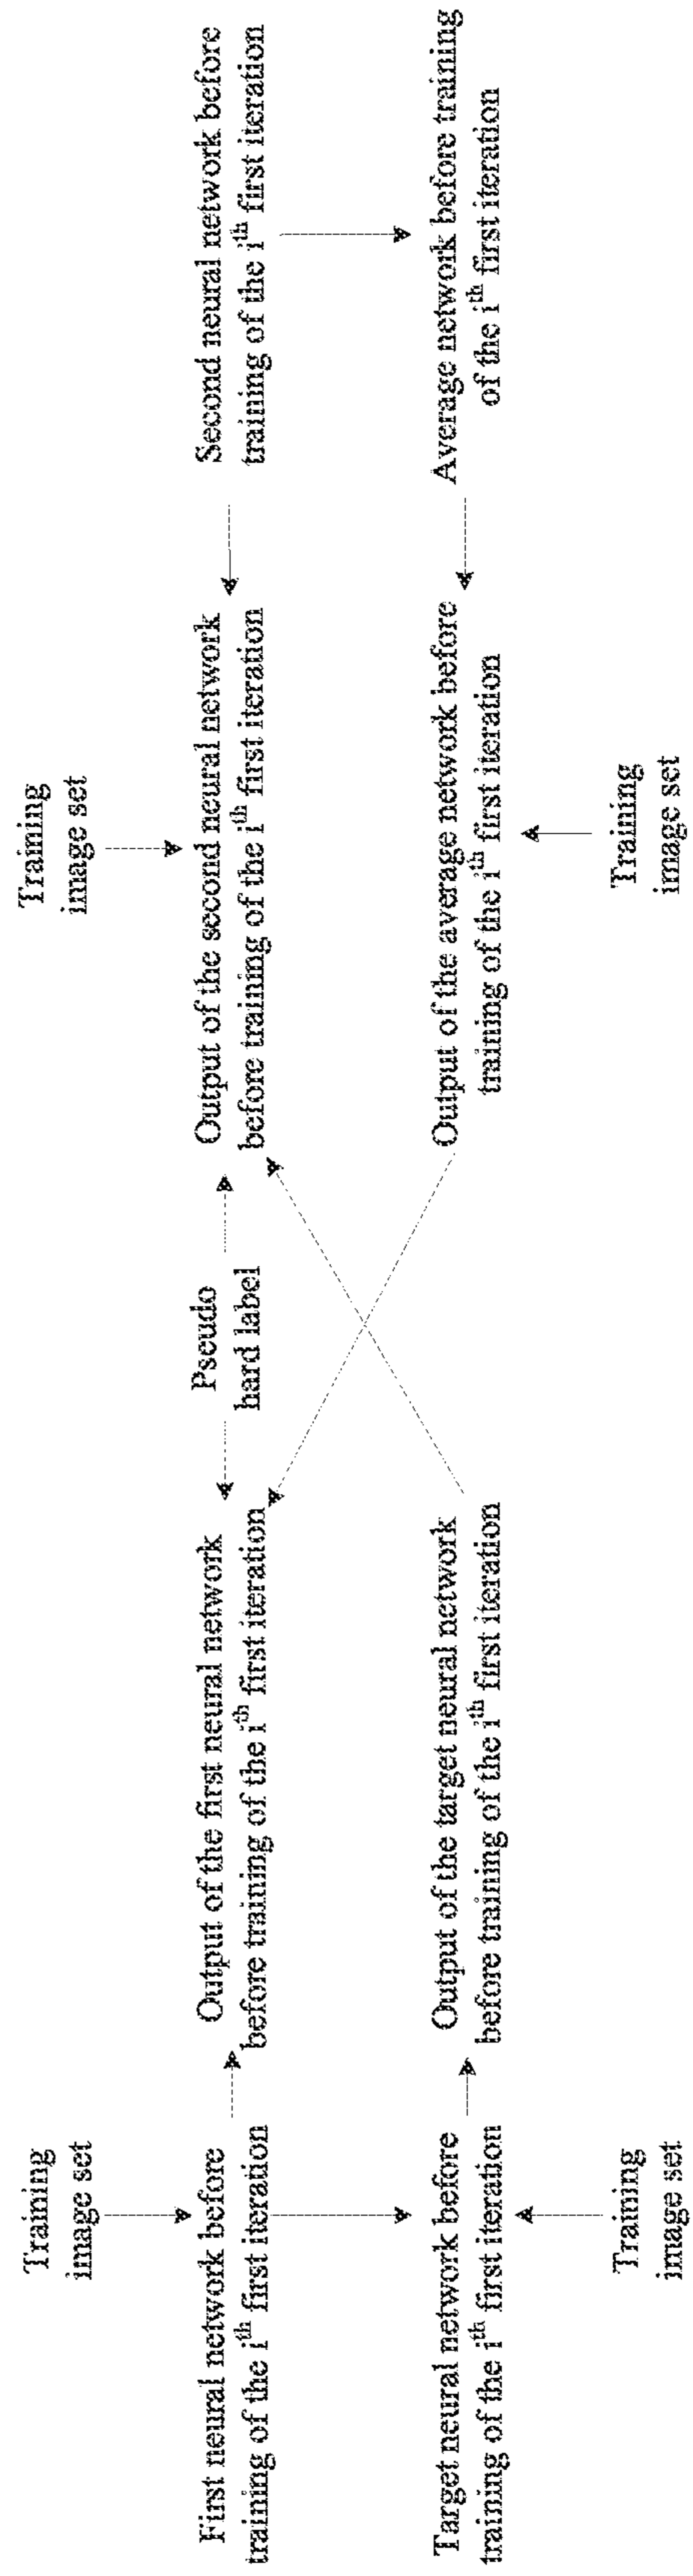 Training
image set
First neural network before
training of the iᵗʰ first iteration
Target neural network before
training of the iᵗʰ first iteration
Training
image set
Output of the first neural network
before training of the iᵗʰ first iteration
Output of the target neural network
before training of the iᵗʰ first iteration
Pseudo
hard label
Training
image set
Output of the second neural network
before training of the iᵗʰ first iteration
Output of the average network before
training of the iᵗʰ first iteration
Training
image set
Second neural network before
training of the iᵗʰ first iteration
Average network before training
of the iᵗʰ first iteration